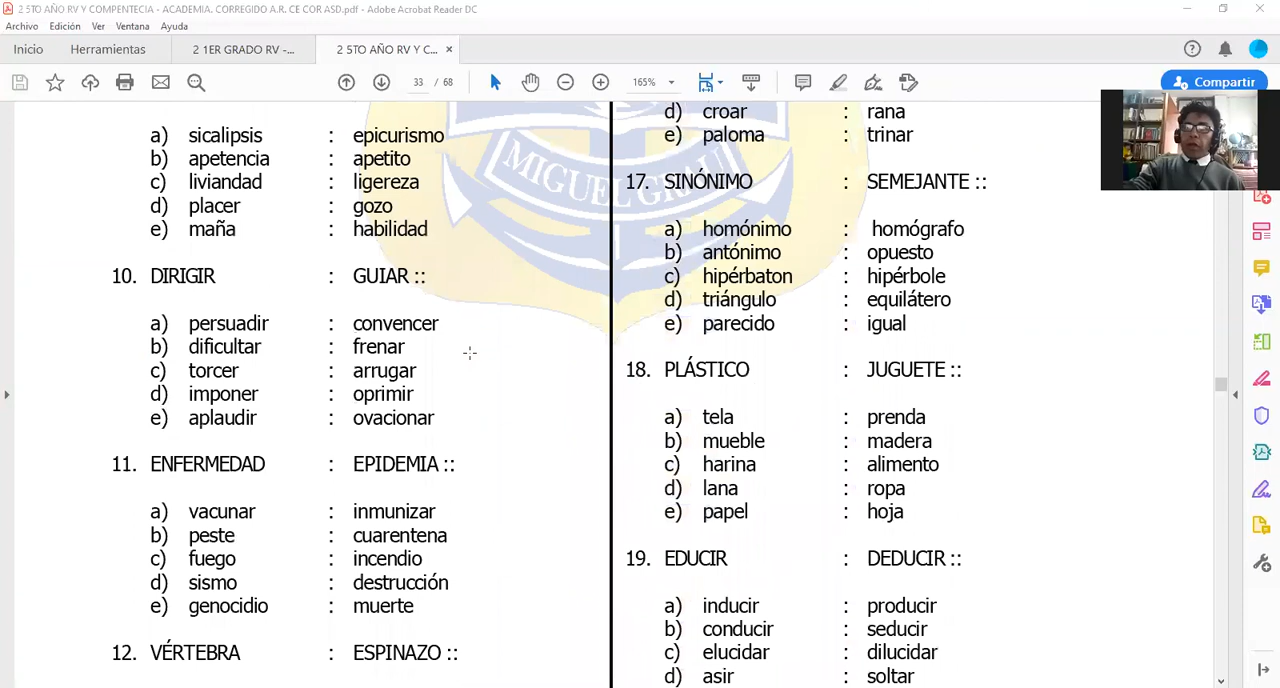 2 5TO AÑO RV Y COMPENTECIA - ACADEMIA. CORREGIDO A.R. CE COR ASD.pdf - Adobe Acrobat Reader DC
Archivo Edición Ver Ventana Ayuda
Inicio Herramientas 2 1ER GRADO RV -... 2 5TO AÑO RV Y C... ×
33 / 68 165% Compartir
MIGUEL GRAU
a) sicalipsis : epicurismo
b) apetencia : apetito
c) liviandad : ligereza
d) placer : gozo
e) maña : habilidad
10. DIRIGIR : GUIAR ::
a) persuadir : convencer
b) dificultar : frenar
c) torcer : arrugar
d) imponer : oprimir
e) aplaudir : ovacionar
11. ENFERMEDAD : EPIDEMIA ::
a) vacunar : inmunizar
b) peste : cuarentena
c) fuego : incendio
d) sismo : destrucción
e) genocidio : muerte
12. VÉRTEBRA : ESPINAZO ::
d) croar : rana
e) paloma : trinar
17. SINÓNIMO : SEMEJANTE ::
a) homónimo : homógrafo
b) antónimo : opuesto
c) hipérbaton : hipérbole
d) triángulo : equilátero
e) parecido : igual
18. PLÁSTICO : JUGUETE ::
a) tela : prenda
b) mueble : madera
c) harina : alimento
d) lana : ropa
e) papel : hoja
19. EDUCIR : DEDUCIR ::
a) inducir : producir
b) conducir : seducir
c) elucidar : dilucidar
d) asir : soltar